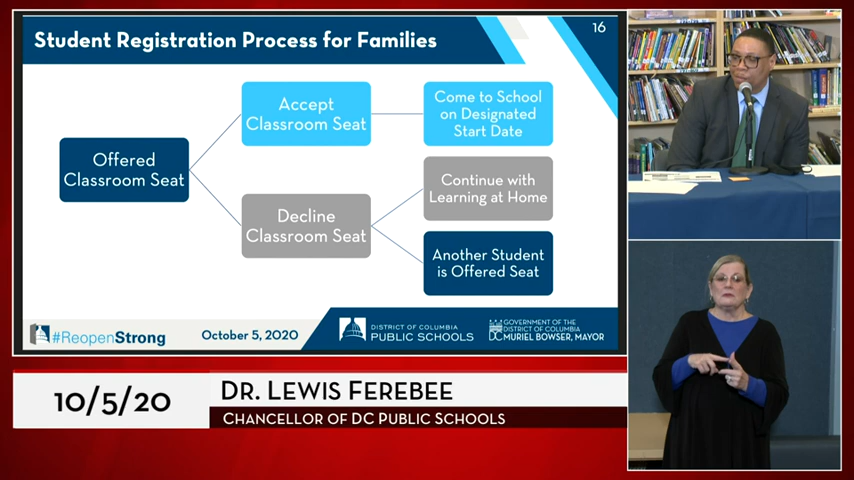 Student Registration Process for Families
16
Offered
Classroom Seat
Accept
Classroom Seat
Come to School
on Designated
Start Date
Decline
Classroom Seat
Continue with
Learning at Home
Another Student
is Offered Seat
#ReopenStrong
October 5, 2020
DISTRICT OF COLUMBIA
PUBLIC SCHOOLS
GOVERNMENT OF THE
DISTRICT OF COLUMBIA
DC MURIEL BOWSER, MAYOR
10/5/20
DR. LEWIS FEREBEE
CHANCELLOR OF DC PUBLIC SCHOOLS